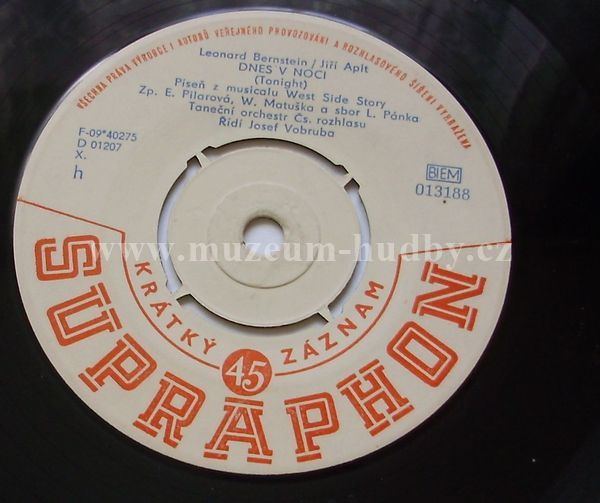 VŠECHNA PRÁVA VÝROBCE I AUTORŮ VEŘEJNÉHO PROVOZOVÁNÍ A ROZHLASOVÉHO ŠÍŘENÍ VYHRAŽENA
Leonard Bernstein / Jiří Aplt
DNES V NOCI
(Tonight)
Píseň z musicalu West Side Story
Zp. E. Pilarová, W. Matuška a sbor L. Pánka
Taneční orchestr Čs. rozhlasu
Řídí Josef Vobruba
F-09*40275
D 01207
X.
h
BIEM
013188
www.muzeum-hudby.cz
KRÁTKÝ 45 ZÁZNAM
SUPRAPHON